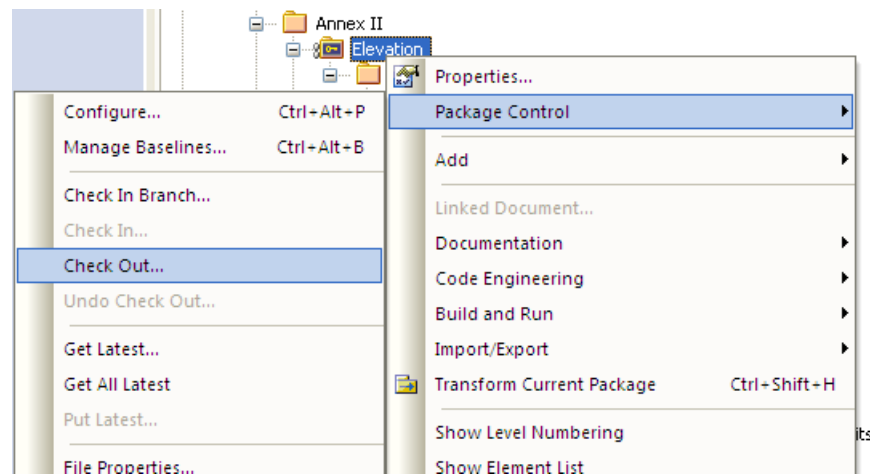 Annex II
Elevation
Properties...
Package Control
Add
Linked Document...
Documentation
Code Engineering
Build and Run
Import/Export
Transform Current Package Ctrl+Shift+H
Show Level Numbering
Show Element List
Configure... Ctrl+Alt+P
Manage Baselines... Ctrl+Alt+B
Check In Branch...
Check In...
Check Out...
Undo Check Out...
Get Latest...
Get All Latest
Put Latest...
File Properties...
its